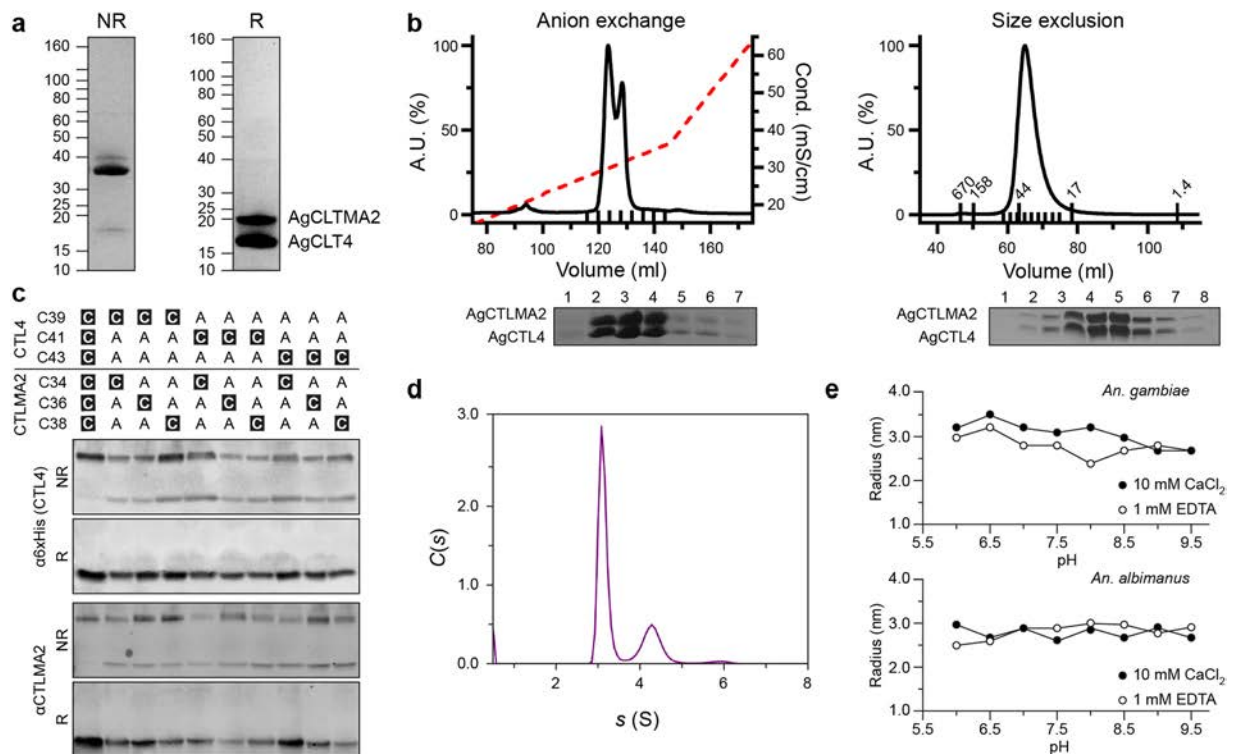 a
NR
R
160
120
100
80
60
50
40
30
25
20
15
10
160
120
100
80
60
50
40
30
25
20
15
10
AgCLTMA2
AgCLT4
b
Anion exchange
A.U. (%)
100
50
0
60
50
40
30
20
Cond. (mS/cm)
80 100 120 140 160
Volume (ml)
1 2 3 4 5 6 7
AgCTLMA2
AgCTL4
Size exclusion
A.U. (%)
100
50
0
670 158 44 17 1.4
40 60 80 100
Volume (ml)
1 2 3 4 5 6 7 8
AgCTLMA2
AgCTL4
c
CTL4
C39 C C C C A A A A A A
C41 C A A A C C C A A A
C43 C A A A A A A C C C
CTLMA2
C34 C C A A C A A C A A
C36 C A C A A C A A C A
C38 C A A C A A C A A C
α6xHis (CTL4)
NR
R
αCTLMA2
NR
R
d
C(s)
3.0
2.0
1.0
0.0
2 4 6 8
s (S)
e
An. gambiae
Radius (nm)
4.0
3.0
2.0
1.0
10 mM CaCl₂
1 mM EDTA
5.5 6.5 7.5 8.5 9.5
pH
An. albimanus
Radius (nm)
4.0
3.0
2.0
1.0
10 mM CaCl₂
1 mM EDTA
5.5 6.5 7.5 8.5 9.5
pH